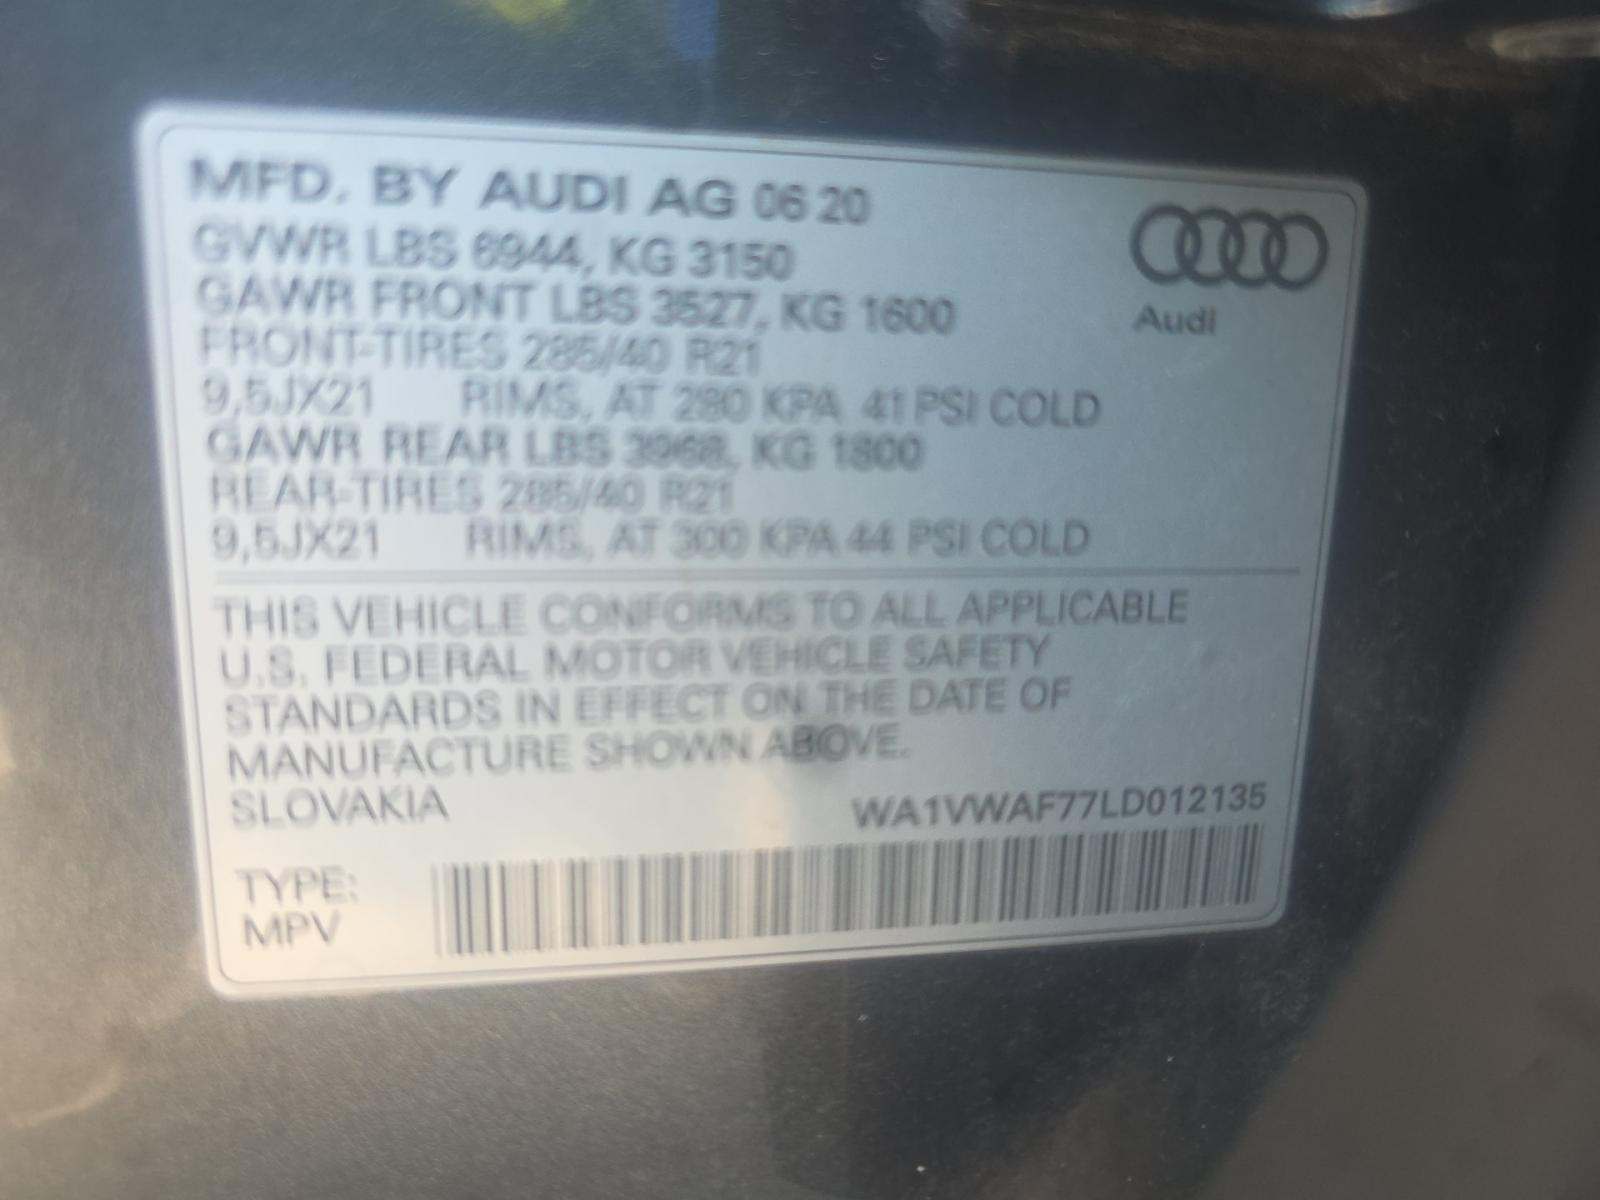 MFD. BY AUDI AG 06 20
GVWR LBS 6944, KG 3150
GAWR FRONT LBS 3527, KG 1600
FRONT-TIRES 285/40 R21
9,5JX21 RIMS, AT 280 KPA 41 PSI COLD
GAWR REAR LBS 3968, KG 1800
REAR-TIRES 285/40 R21
9,5JX21 RIMS, AT 300 KPA 44 PSI COLD
Audi
THIS VEHICLE CONFORMS TO ALL APPLICABLE
U.S. FEDERAL MOTOR VEHICLE SAFETY
STANDARDS IN EFFECT ON THE DATE OF
MANUFACTURE SHOWN ABOVE.
SLOVAKIA WA1VWAF77LD012135
TYPE:
MPV